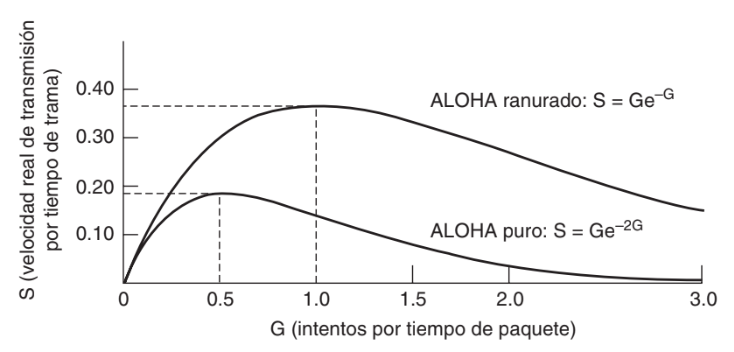 S (velocidad real de transmisión
por tiempo de trama)
0.40
0.30
0.20
0.10
ALOHA ranurado: S = Ge–G
ALOHA puro: S = Ge–2G
0
0.5
1.0
1.5
2.0
3.0
G (intentos por tiempo de paquete)